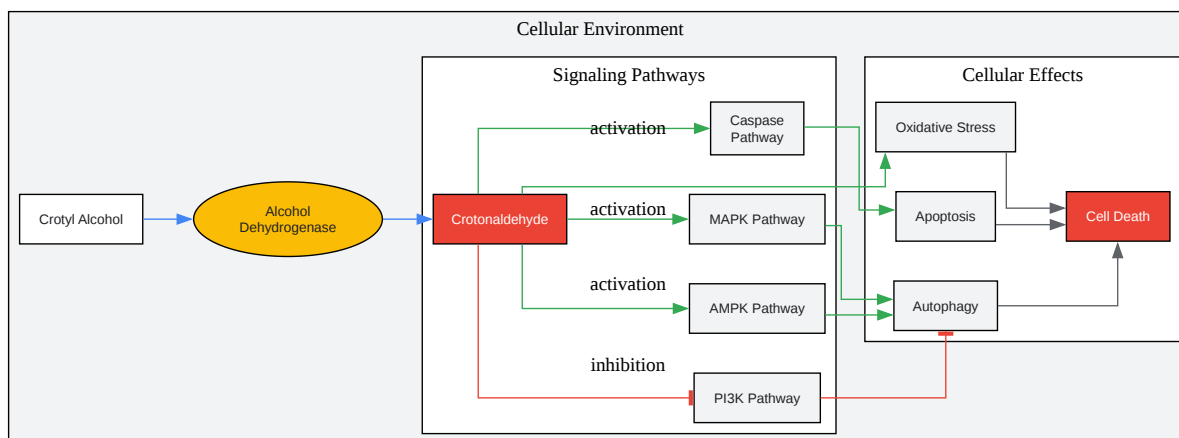 Cellular Environment
Signaling Pathways
Cellular Effects
Caspase
Pathway
activation
Oxidative Stress
Crotyl Alcohol
Alcohol
Dehydrogenase
Crotonaldehyde
activation
MAPK Pathway
Apoptosis
Cell Death
activation
AMPK Pathway
Autophagy
inhibition
PI3K Pathway